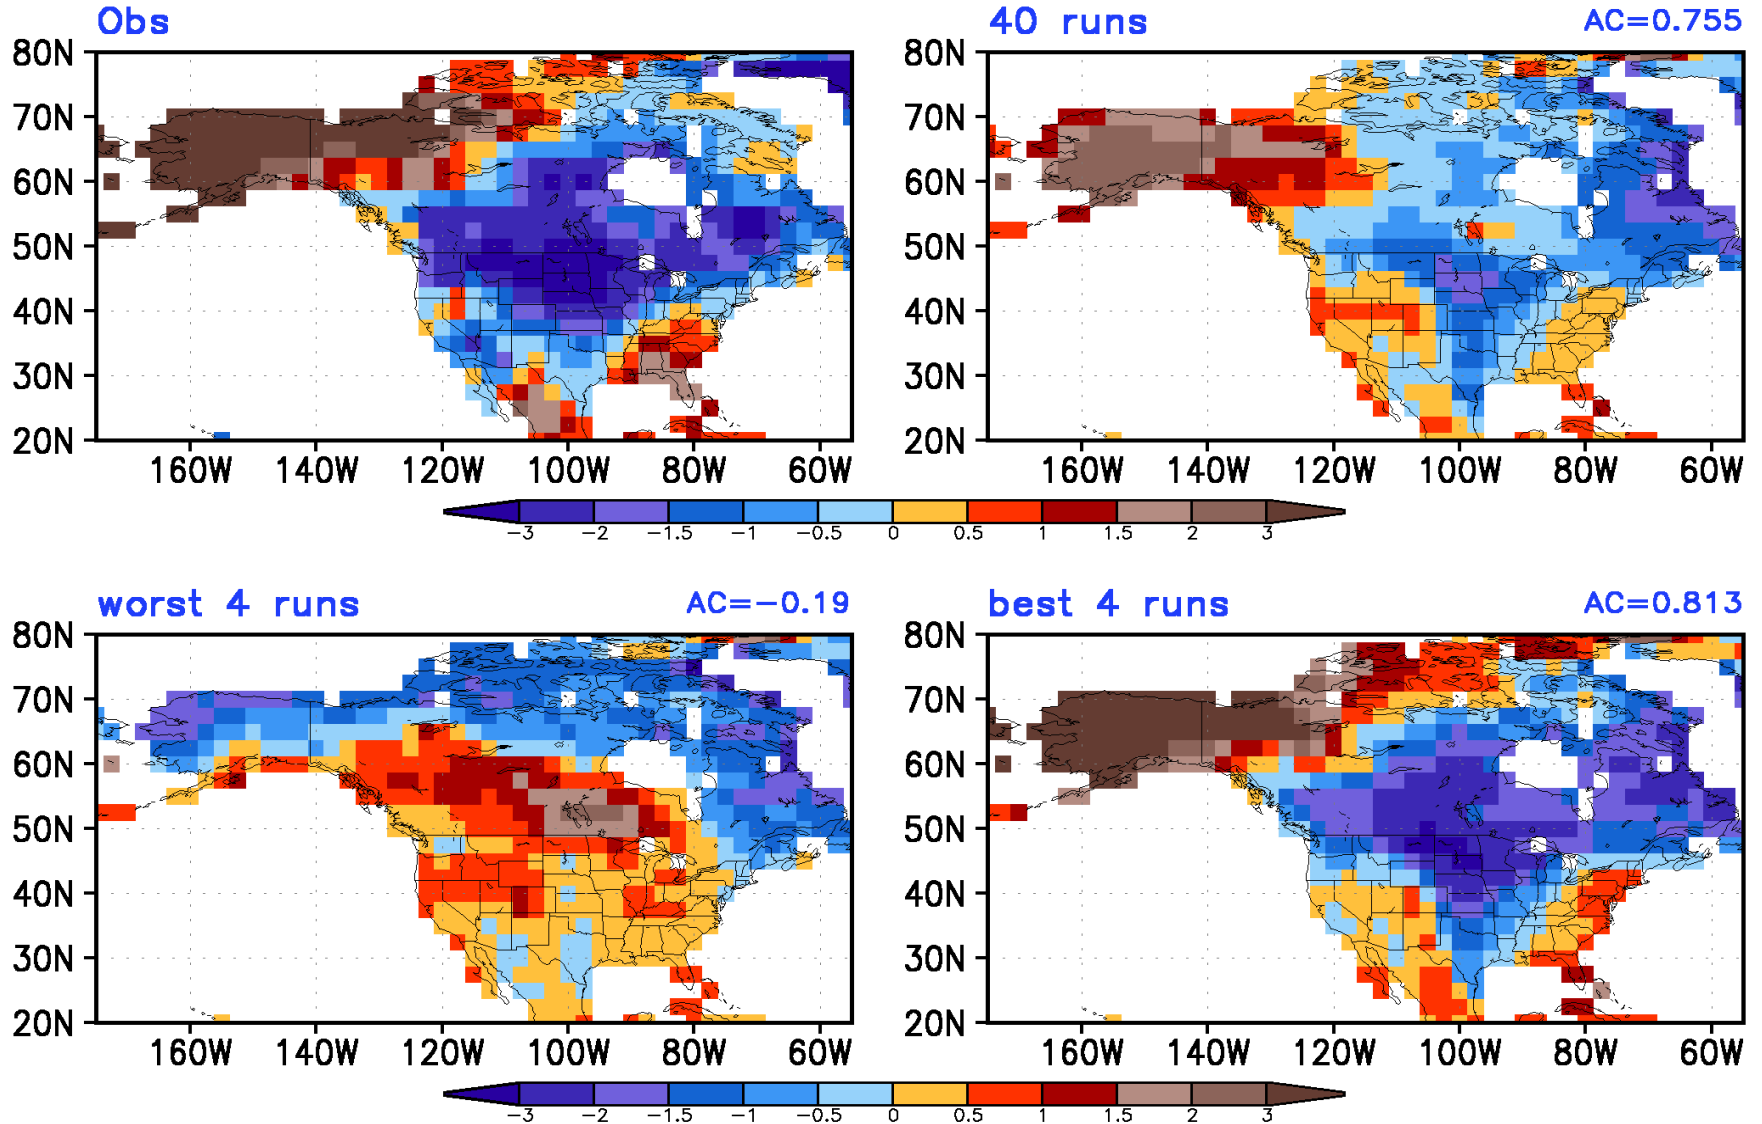 Obs
40 runs AC=0.755
80N 80N
70N 70N
60N 60N
50N 50N
40N 40N
30N 30N
20N 20N
160W 140W 120W 100W 80W 60W 160W 140W 120W 100W 80W 60W
−3 −2 −1.5 −1 −0.5 0 0.5 1 1.5 2 3
worst 4 runs AC=−0.19
best 4 runs AC=0.813
80N 80N
70N 70N
60N 60N
50N 50N
40N 40N
30N 30N
20N 20N
160W 140W 120W 100W 80W 60W 160W 140W 120W 100W 80W 60W
−3 −2 −1.5 −1 −0.5 0 0.5 1 1.5 2 3